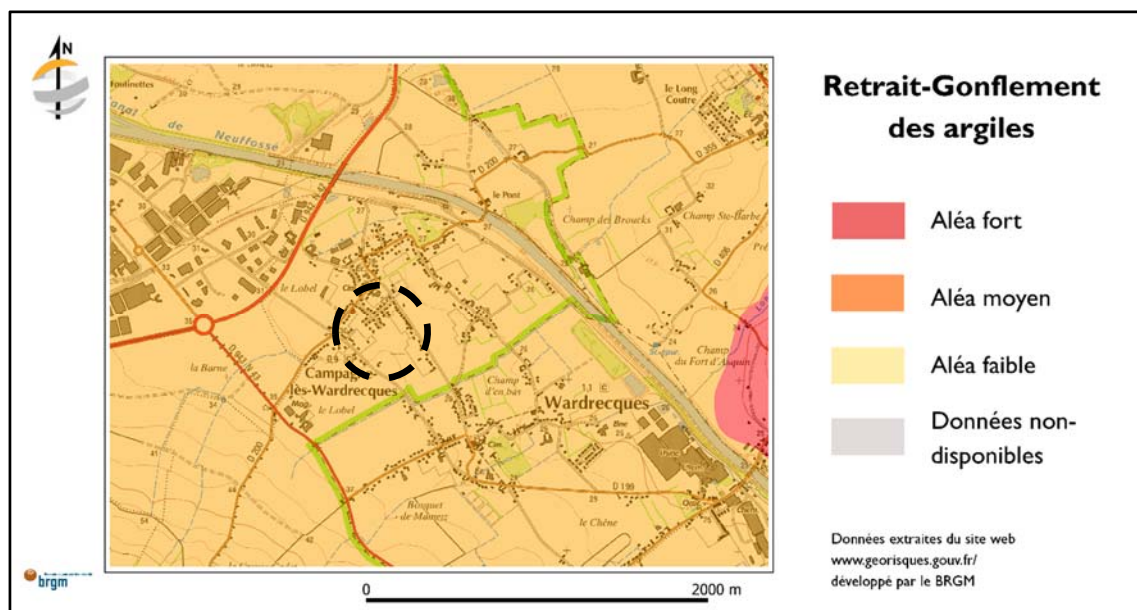 N
Retrait-Gonflement
des argiles
Aléa fort
Aléa moyen
Aléa faible
Données non-
disponibles
Données extraites du site web
www.georisques.gouv.fr/
développé par le BRGM
brgm
0
2000 m
de Neuffossé
le Long
Coutre
D 200
D 355
le Pont
Champ des Broucks
Champ Ste-Barbe
D 406
le Lobel
la Barne
Campag
lès-Wardrecques
le Lobel
Champ
d'en bas
Wardrecques
Champ
du Fort d'Asquin
D 200
D 199
Bosquet
de Mamez
le Chêne